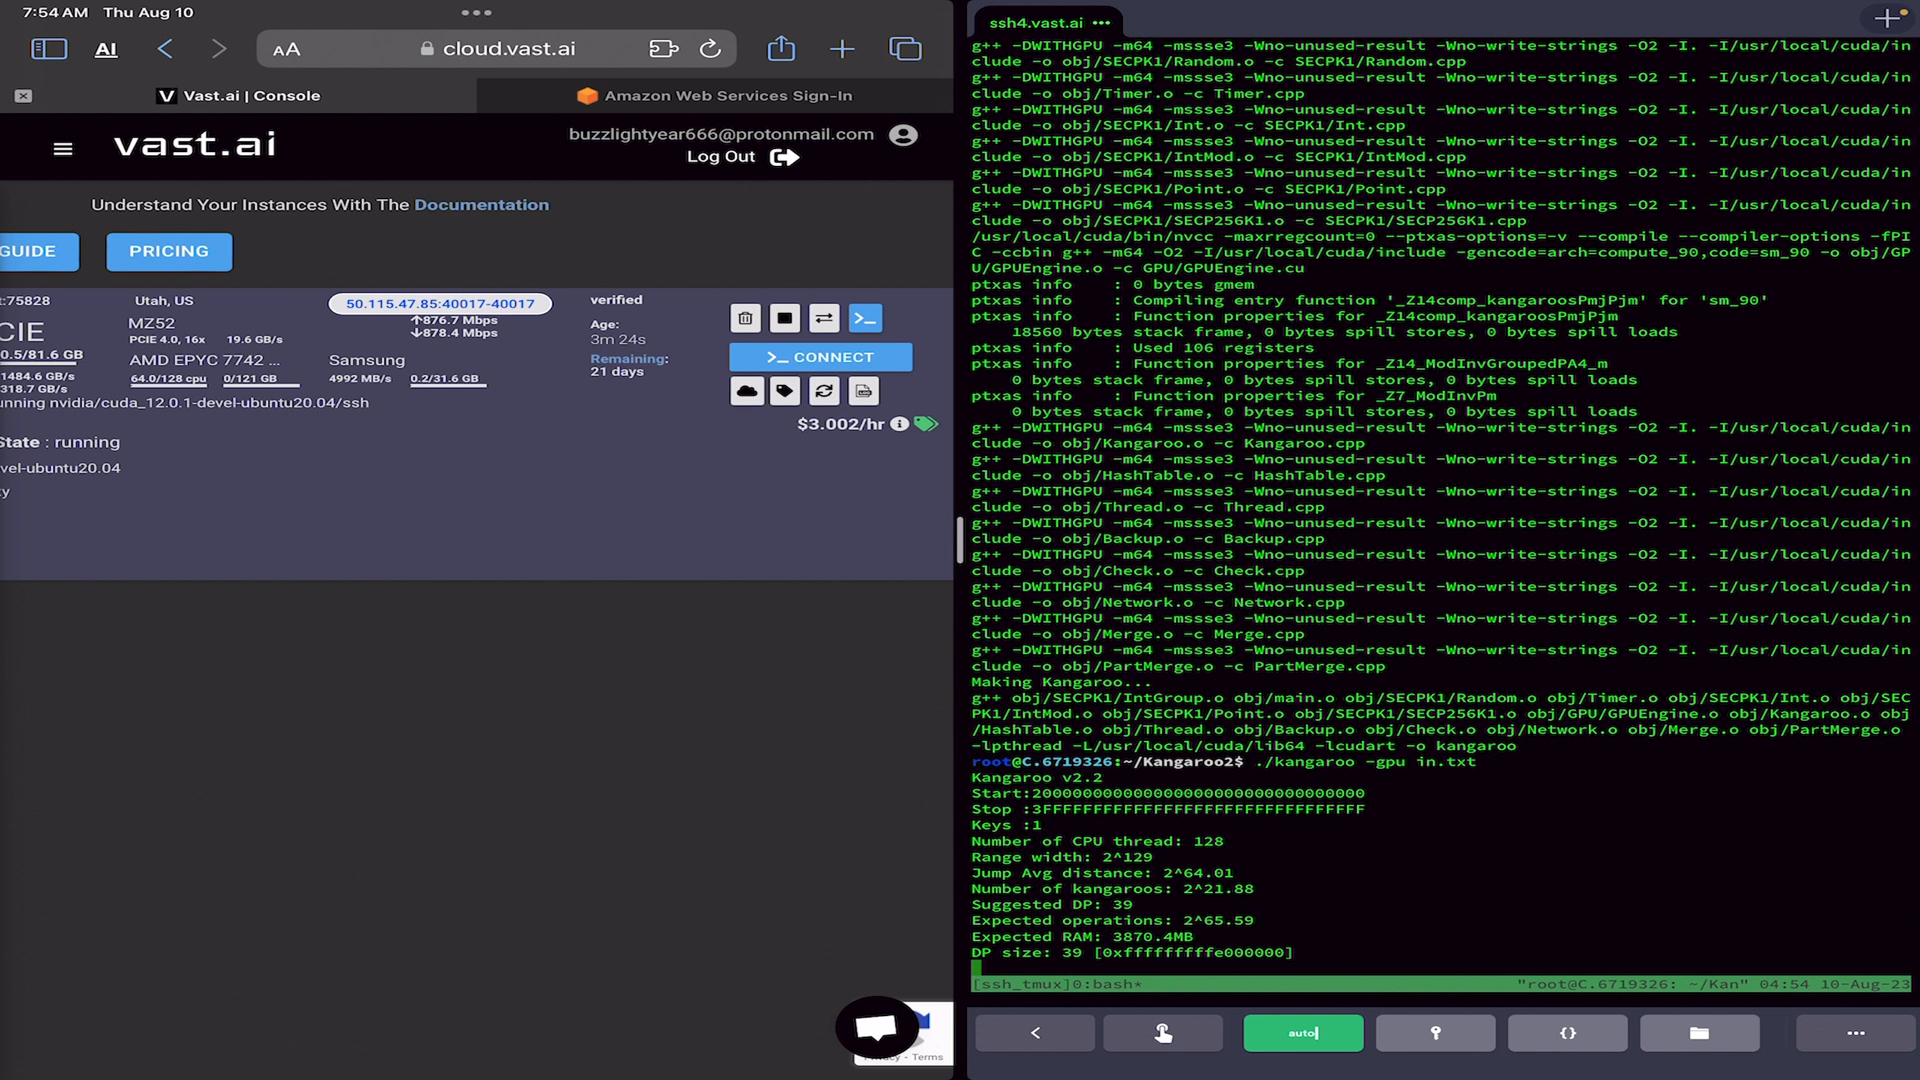 7:54 AM Thu Aug 10
AI
AA
cloud.vast.ai
V Vast.ai | Console
Amazon Web Services Sign-In
vast.ai
buzzlightyear666@protonmail.com
Log Out
Understand Your Instances With The Documentation
GUIDE
PRICING
t:75828
Utah, US
50.115.47.85:40017-40017
verified
CIE
MZ52
↑876.7 Mbps
Age:
PCIE 4.0, 16x 19.6 GB/s
↓878.4 Mbps
3m 24s
0.5/81.6 GB
AMD EPYC 7742 ...
Samsung
Remaining:
1484.6 GB/s
64.0/128 cpu 0/121 GB
4992 MB/s 0.2/31.6 GB
21 days
318.7 GB/s
>_ CONNECT
unning nvidia/cuda_12.0.1-devel-ubuntu20.04/ssh
$3.002/hr
State : running
vel-ubuntu20.04
Privacy - Terms
ssh4.vast.ai •••
g++ -DWITHGPU -m64 -mssse3 -Wno-unused-result -Wno-write-strings -O2 -I. -I/usr/local/cuda/in
clude -o obj/SECPK1/Random.o -c SECPK1/Random.cpp
g++ -DWITHGPU -m64 -mssse3 -Wno-unused-result -Wno-write-strings -O2 -I. -I/usr/local/cuda/in
clude -o obj/Timer.o -c Timer.cpp
g++ -DWITHGPU -m64 -mssse3 -Wno-unused-result -Wno-write-strings -O2 -I. -I/usr/local/cuda/in
clude -o obj/SECPK1/Int.o -c SECPK1/Int.cpp
g++ -DWITHGPU -m64 -mssse3 -Wno-unused-result -Wno-write-strings -O2 -I. -I/usr/local/cuda/in
clude -o obj/SECPK1/IntMod.o -c SECPK1/IntMod.cpp
g++ -DWITHGPU -m64 -mssse3 -Wno-unused-result -Wno-write-strings -O2 -I. -I/usr/local/cuda/in
clude -o obj/SECPK1/Point.o -c SECPK1/Point.cpp
g++ -DWITHGPU -m64 -mssse3 -Wno-unused-result -Wno-write-strings -O2 -I. -I/usr/local/cuda/in
clude -o obj/SECPK1/SECP256K1.o -c SECPK1/SECP256K1.cpp
/usr/local/cuda/bin/nvcc -maxrregcount=0 --ptxas-options=-v --compile --compiler-options -fPI
C -ccbin g++ -m64 -O2 -I/usr/local/cuda/include -gencode=arch=compute_90,code=sm_90 -o obj/GP
U/GPUEngine.o -c GPU/GPUEngine.cu
ptxas info : 0 bytes gmem
ptxas info : Compiling entry function '_Z14comp_kangaroosPmjPjm' for 'sm_90'
ptxas info : Function properties for _Z14comp_kangaroosPmjPjm
18560 bytes stack frame, 0 bytes spill stores, 0 bytes spill loads
ptxas info : Used 106 registers
ptxas info : Function properties for _Z14_ModInvGroupedPA4_m
0 bytes stack frame, 0 bytes spill stores, 0 bytes spill loads
ptxas info : Function properties for _Z7_ModInvPm
0 bytes stack frame, 0 bytes spill stores, 0 bytes spill loads
g++ -DWITHGPU -m64 -mssse3 -Wno-unused-result -Wno-write-strings -O2 -I. -I/usr/local/cuda/in
clude -o obj/Kangaroo.o -c Kangaroo.cpp
g++ -DWITHGPU -m64 -mssse3 -Wno-unused-result -Wno-write-strings -O2 -I. -I/usr/local/cuda/in
clude -o obj/HashTable.o -c HashTable.cpp
g++ -DWITHGPU -m64 -mssse3 -Wno-unused-result -Wno-write-strings -O2 -I. -I/usr/local/cuda/in
clude -o obj/Thread.o -c Thread.cpp
g++ -DWITHGPU -m64 -mssse3 -Wno-unused-result -Wno-write-strings -O2 -I. -I/usr/local/cuda/in
clude -o obj/Backup.o -c Backup.cpp
g++ -DWITHGPU -m64 -mssse3 -Wno-unused-result -Wno-write-strings -O2 -I. -I/usr/local/cuda/in
clude -o obj/Check.o -c Check.cpp
g++ -DWITHGPU -m64 -mssse3 -Wno-unused-result -Wno-write-strings -O2 -I. -I/usr/local/cuda/in
clude -o obj/Network.o -c Network.cpp
g++ -DWITHGPU -m64 -mssse3 -Wno-unused-result -Wno-write-strings -O2 -I. -I/usr/local/cuda/in
clude -o obj/Merge.o -c Merge.cpp
g++ -DWITHGPU -m64 -mssse3 -Wno-unused-result -Wno-write-strings -O2 -I. -I/usr/local/cuda/in
clude -o obj/PartMerge.o -c PartMerge.cpp
Making Kangaroo...
g++ obj/SECPK1/IntGroup.o obj/main.o obj/SECPK1/Random.o obj/Timer.o obj/SECPK1/Int.o obj/SEC
PK1/IntMod.o obj/SECPK1/Point.o obj/SECPK1/SECP256K1.o obj/GPU/GPUEngine.o obj/Kangaroo.o obj
/HashTable.o obj/Thread.o obj/Backup.o obj/Check.o obj/Network.o obj/Merge.o obj/PartMerge.o
-lpthread -L/usr/local/cuda/lib64 -lcudart -o kangaroo
root@C.6719326:~/Kangaroo2$ ./kangaroo -gpu in.txt
Kangaroo v2.2
Start:200000000000000000000000000000000
Stop :3FFFFFFFFFFFFFFFFFFFFFFFFFFFFFFFF
Keys :1
Number of CPU thread: 128
Range width: 2^129
Jump Avg distance: 2^64.01
Number of kangaroos: 2^21.88
Suggested DP: 39
Expected operations: 2^65.59
Expected RAM: 3870.4MB
DP size: 39 [0xfffffffffe000000]
[ssh_tmux]0:bash* "root@C.6719326: ~/Kan" 04:54 10-Aug-23
auto
{}